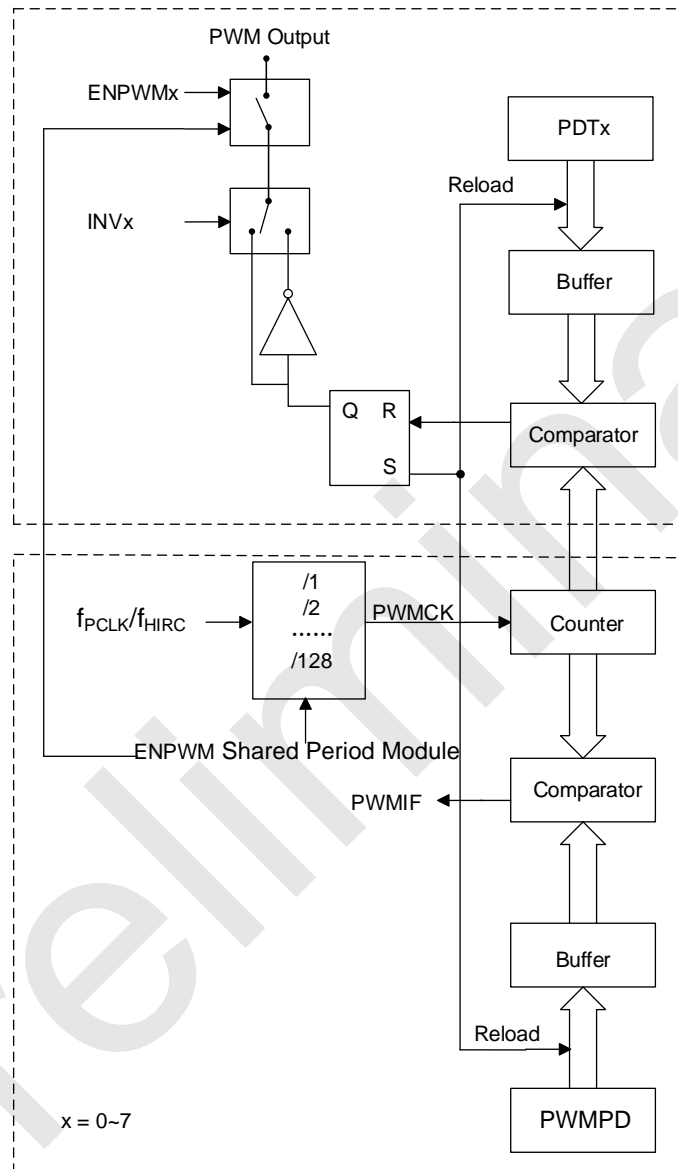 PWM Output
ENPWMx
PDTx
Reload
INVx
Buffer
Q R
S
Comparator
/1
/2
......
/128
fPCLK/fHIRC
PWMCK
Counter
ENPWM Shared Period Module
Comparator
PWMIF
Buffer
Reload
x = 0~7
PWMPD